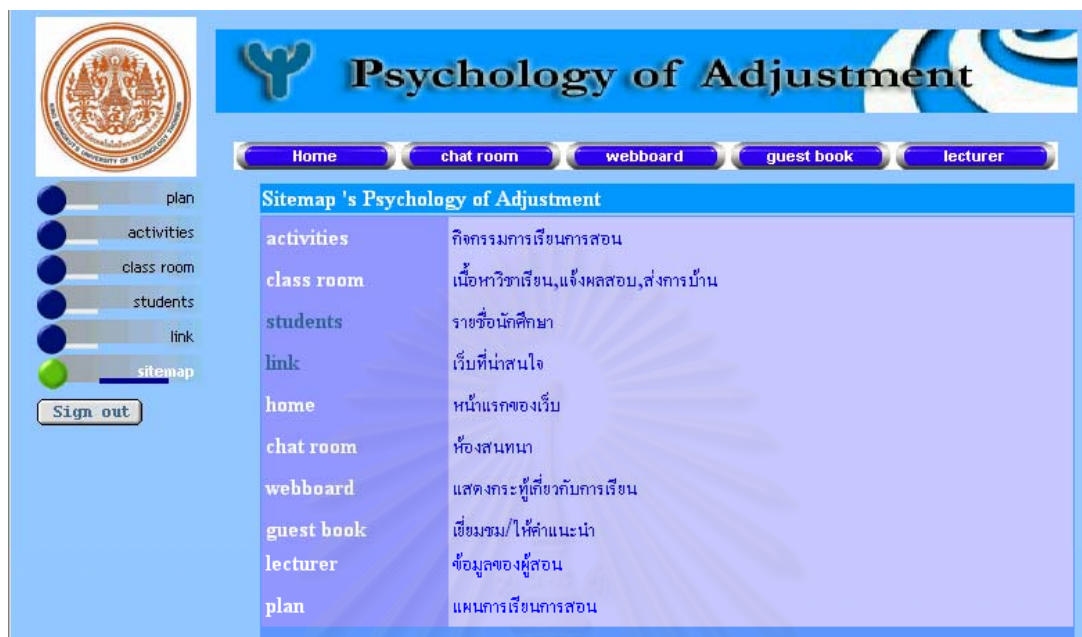 Psychology of Adjustment
KING MONGKUT'S UNIVERSITY OF TECHNOLOGY THONBURI
Home chat room webboard guest book lecturer
plan
activities
class room
students
link
sitemap
Sign out
Sitemap 's Psychology of Adjustment
activities กิจกรรมการเรียนการสอน
class room เนื้อหาวิชาเรียน,แจ้งผลสอบ,ส่งการบ้าน
students รายชื่อนักศึกษา
link เว็บที่น่าสนใจ
home หน้าแรกของเว็บ
chat room ห้องสนทนา
webboard แสดงกระทู้เกี่ยวกับการเรียน
guest book เยี่ยมชม/ให้คำแนะนำ
lecturer ข้อมูลของผู้สอน
plan แผนการเรียนการสอน